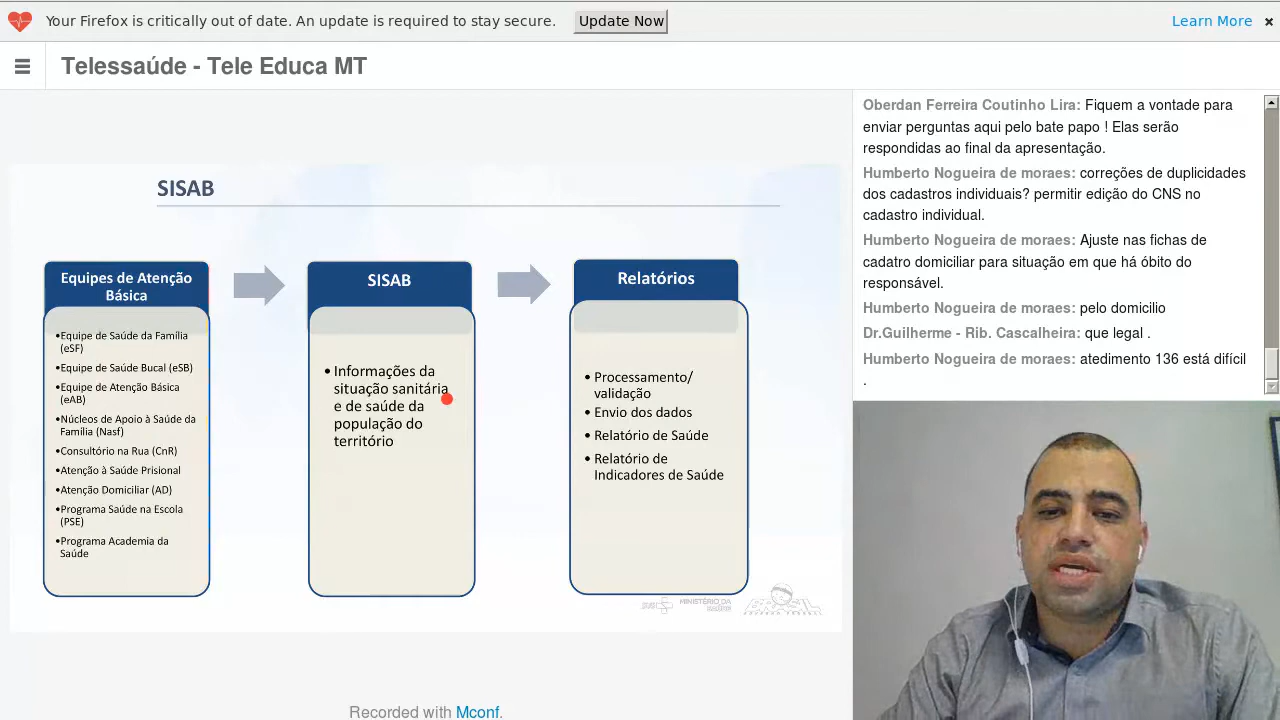 Your Firefox is critically out of date. An update is required to stay secure.
Update Now
Learn More
Telessaúde - Tele Educa MT
SISAB
Equipes de Atenção
Básica
•Equipe de Saúde da Família
(eSF)
•Equipe de Saúde Bucal (eSB)
•Equipe de Atenção Básica
(eAB)
•Núcleos de Apoio à Saúde da
Família (Nasf)
•Consultório na Rua (CnR)
•Atenção à Saúde Prisional
•Atenção Domiciliar (AD)
•Programa Saúde na Escola
(PSE)
•Programa Academia da
Saúde
SISAB
• Informações da
situação sanitária
e de saúde da
população do
território
Relatórios
• Processamento/
validação
• Envio dos dados
• Relatório de Saúde
• Relatório de
Indicadores de Saúde
SUS
MINISTÉRIO DA
SAÚDE
BRASIL
Recorded with Mconf.
Oberdan Ferreira Coutinho Lira: Fiquem a vontade para
enviar perguntas aqui pelo bate papo ! Elas serão
respondidas ao final da apresentação.
Humberto Nogueira de moraes: correções de duplicidades
dos cadastros individuais? permitir edição do CNS no
cadastro individual.
Humberto Nogueira de moraes: Ajuste nas fichas de
cadatro domiciliar para situação em que há óbito do
responsável.
Humberto Nogueira de moraes: pelo domicilio
Dr.Guilherme - Rib. Cascalheira: que legal .
Humberto Nogueira de moraes: atedimento 136 está difícil
.